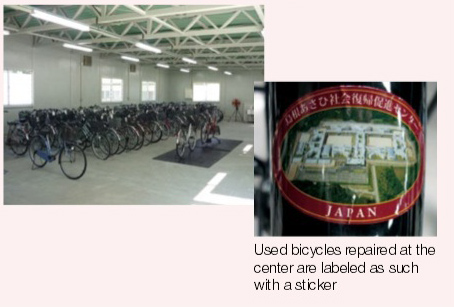 島根あさひ社会復帰促進センター
JAPAN
Used bicycles repaired at the
center are labeled as such
with a sticker